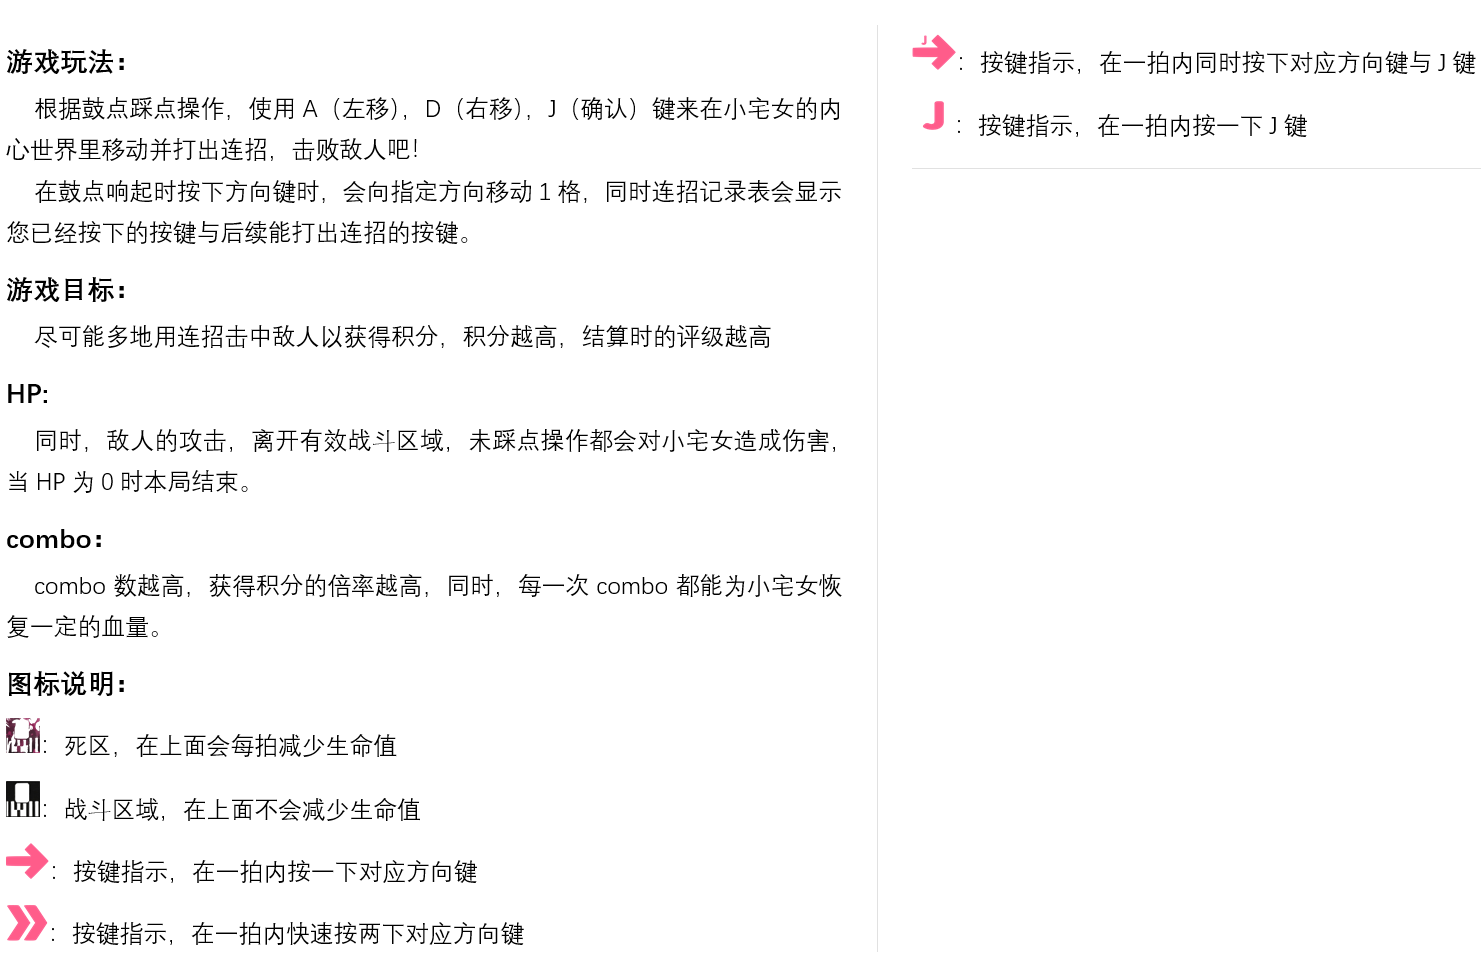 游戏玩法：
根据鼓点踩点操作，使用 A（左移），D（右移），J（确认）键来在小宅女的内
心世界里移动并打出连招，击败敌人吧！
在鼓点响起时按下方向键时，会向指定方向移动 1 格，同时连招记录表会显示
您已经按下的按键与后续能打出连招的按键。
游戏目标：
尽可能多地用连招击中敌人以获得积分，积分越高，结算时的评级越高
HP:
同时，敌人的攻击，离开有效战斗区域，未踩点操作都会对小宅女造成伤害，
当 HP 为 0 时本局结束。
combo：
combo 数越高，获得积分的倍率越高，同时，每一次 combo 都能为小宅女恢
复一定的血量。
图标说明：
：死区，在上面会每拍减少生命值
：战斗区域，在上面不会减少生命值
：按键指示，在一拍内按一下对应方向键
：按键指示，在一拍内快速按两下对应方向键
J：按键指示，在一拍内同时按下对应方向键与 J 键
J：按键指示，在一拍内按一下 J 键